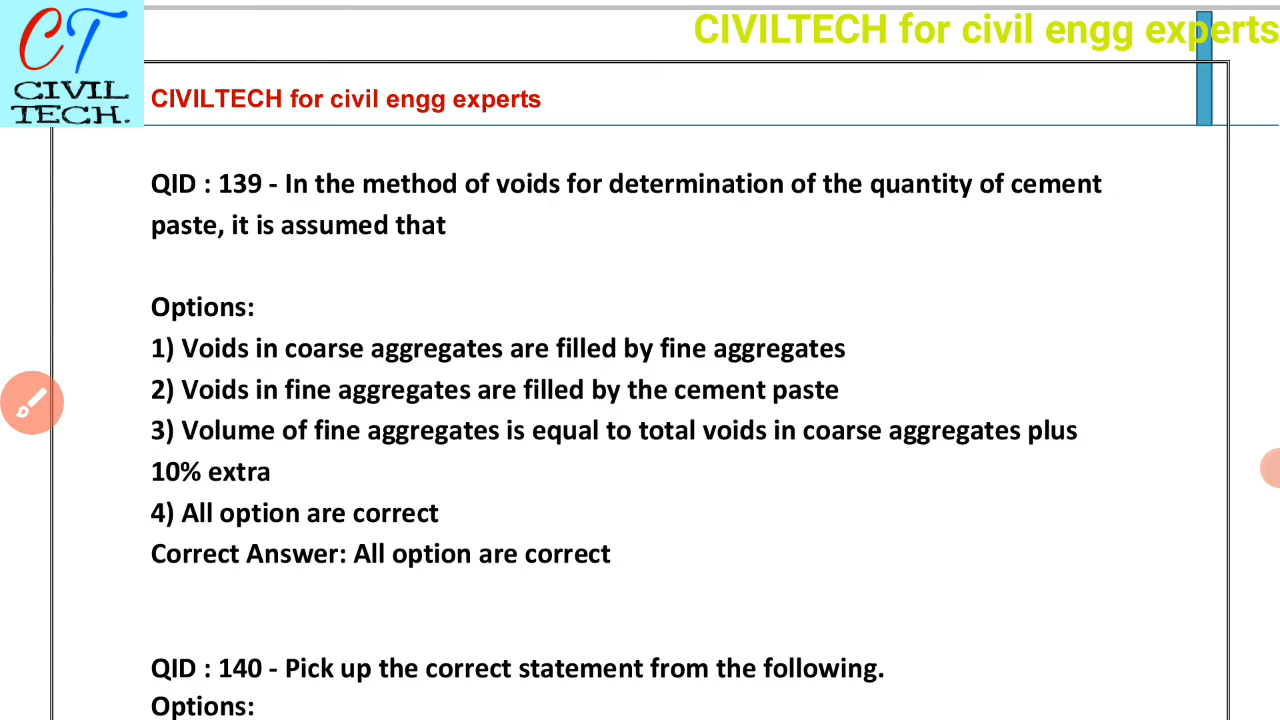 CT
CIVIL
TECH.
CIVILTECH for civil engg experts
CIVILTECH for civil engg experts
QID : 139 - In the method of voids for determination of the quantity of cement
paste, it is assumed that
Options:
1) Voids in coarse aggregates are filled by fine aggregates
2) Voids in fine aggregates are filled by the cement paste
3) Volume of fine aggregates is equal to total voids in coarse aggregates plus
10% extra
4) All option are correct
Correct Answer: All option are correct
QID : 140 - Pick up the correct statement from the following.
Options: